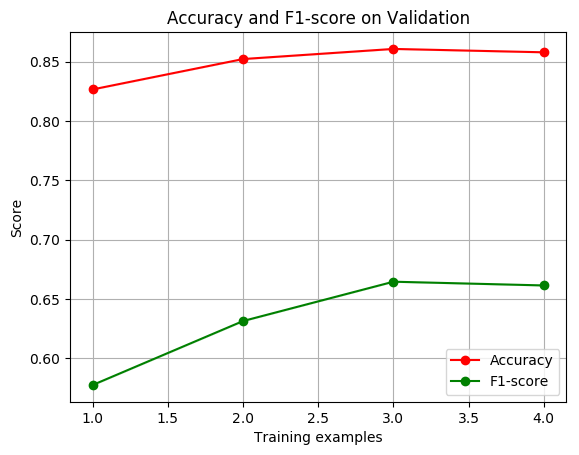 Accuracy and F1-score on Validation
0.85
0.80
0.75
0.70
0.65
0.60
Score
1.0 1.5 2.0 2.5 3.0 3.5 4.0
Training examples
Accuracy
F1-score